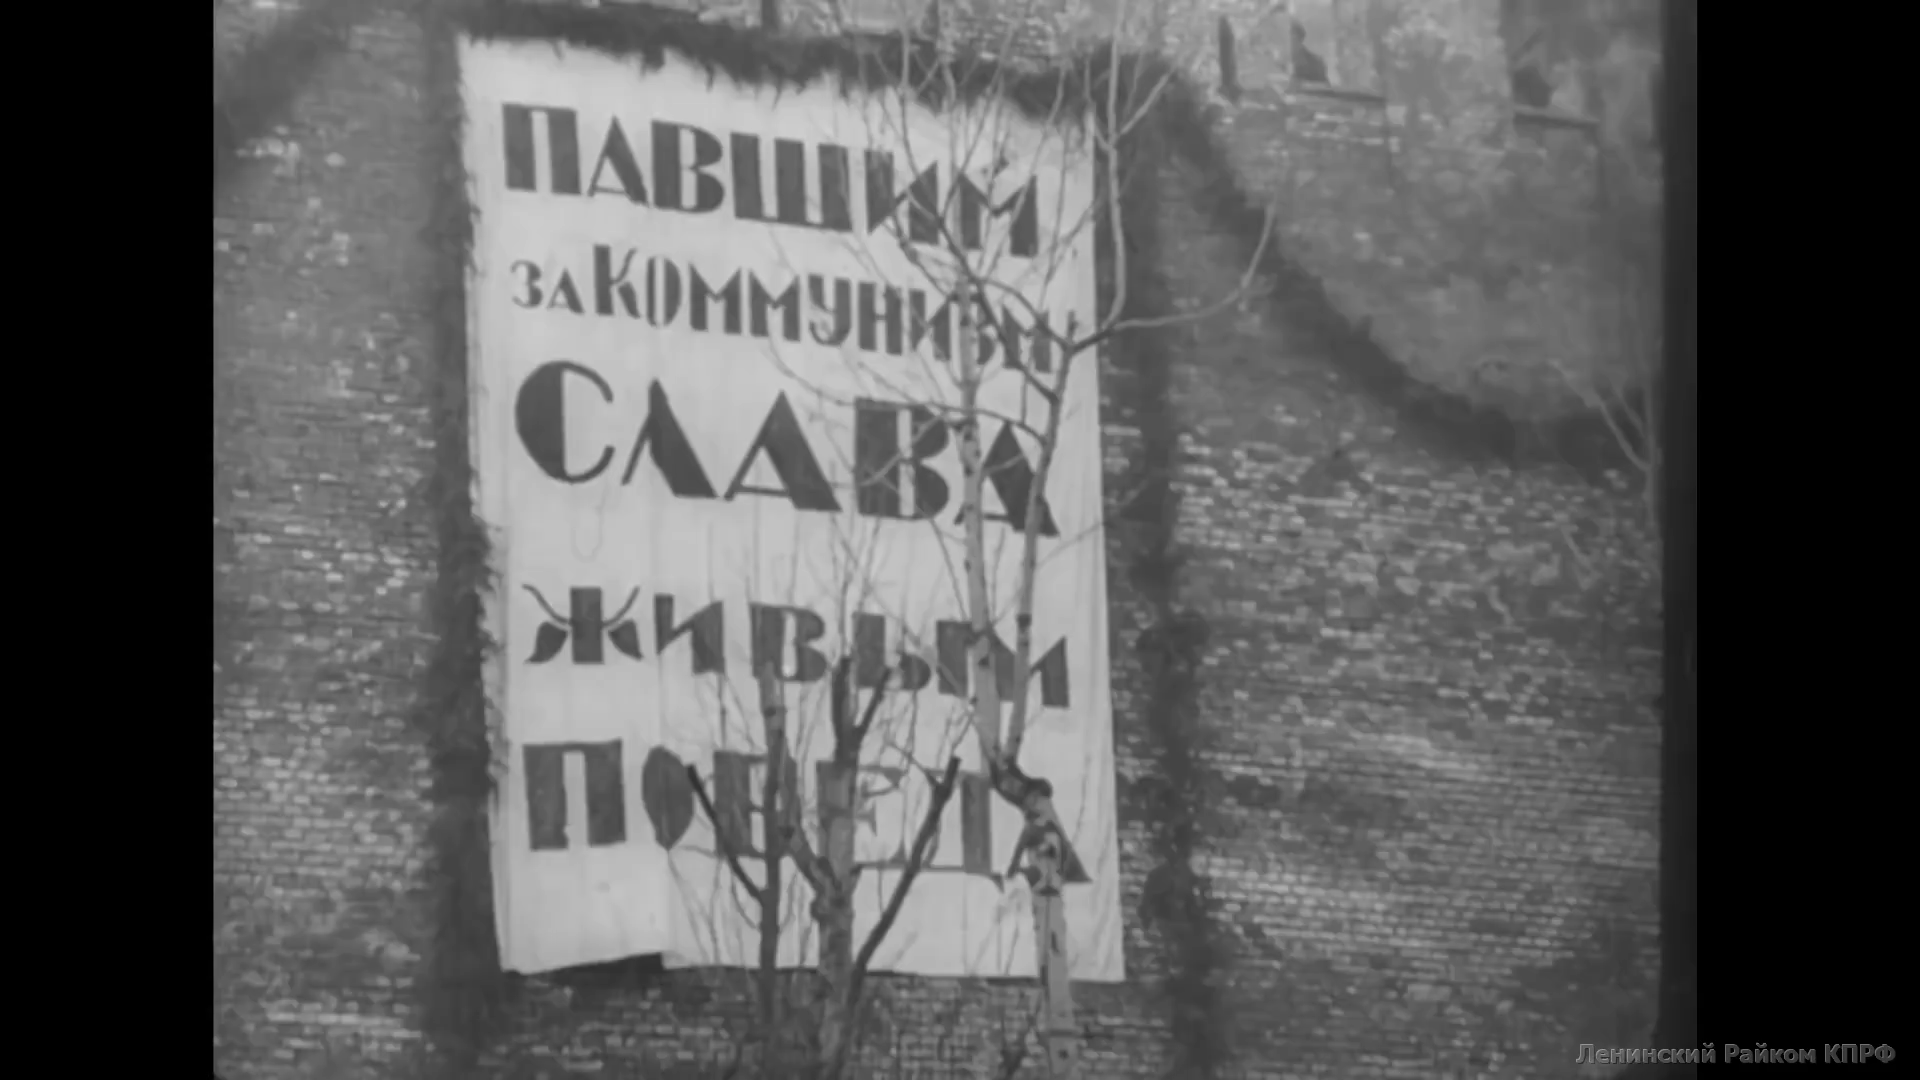 ПАВШИМ
ЗА КОММУНИЗМ
СЛАВА
ЖИВЫМ
ПОБЕДА
Ленинский Райком КПРФ